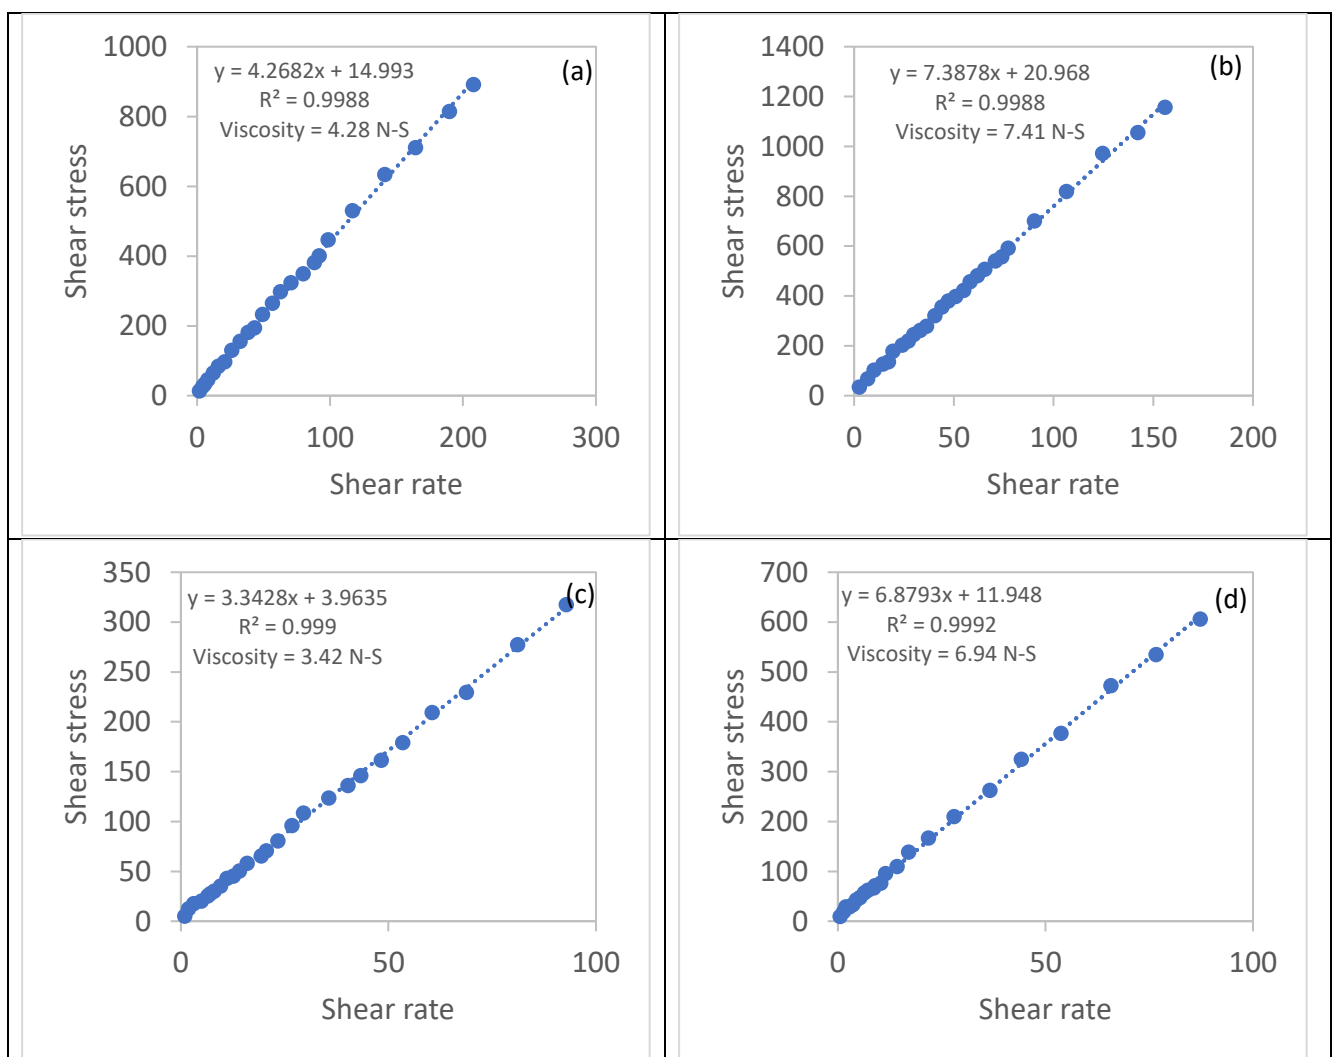 1000
800
600
400
200
0
Shear stress
y = 4.2682x + 14.993
R² = 0.9988
Viscosity = 4.28 N-S
(a)
0 100 200 300
Shear rate
1400
1200
1000
800
600
400
200
0
Shear stress
y = 7.3878x + 20.968
R² = 0.9988
Viscosity = 7.41 N-S
(b)
0 50 100 150 200
Shear rate
350
300
250
200
150
100
50
0
Shear stress
y = 3.3428x + 3.9635
R² = 0.999
Viscosity = 3.42 N-S
(c)
0 50 100
Shear rate
700
600
500
400
300
200
100
0
Shear stress
y = 6.8793x + 11.948
R² = 0.9992
Viscosity = 6.94 N-S
(d)
0 50 100
Shear rate